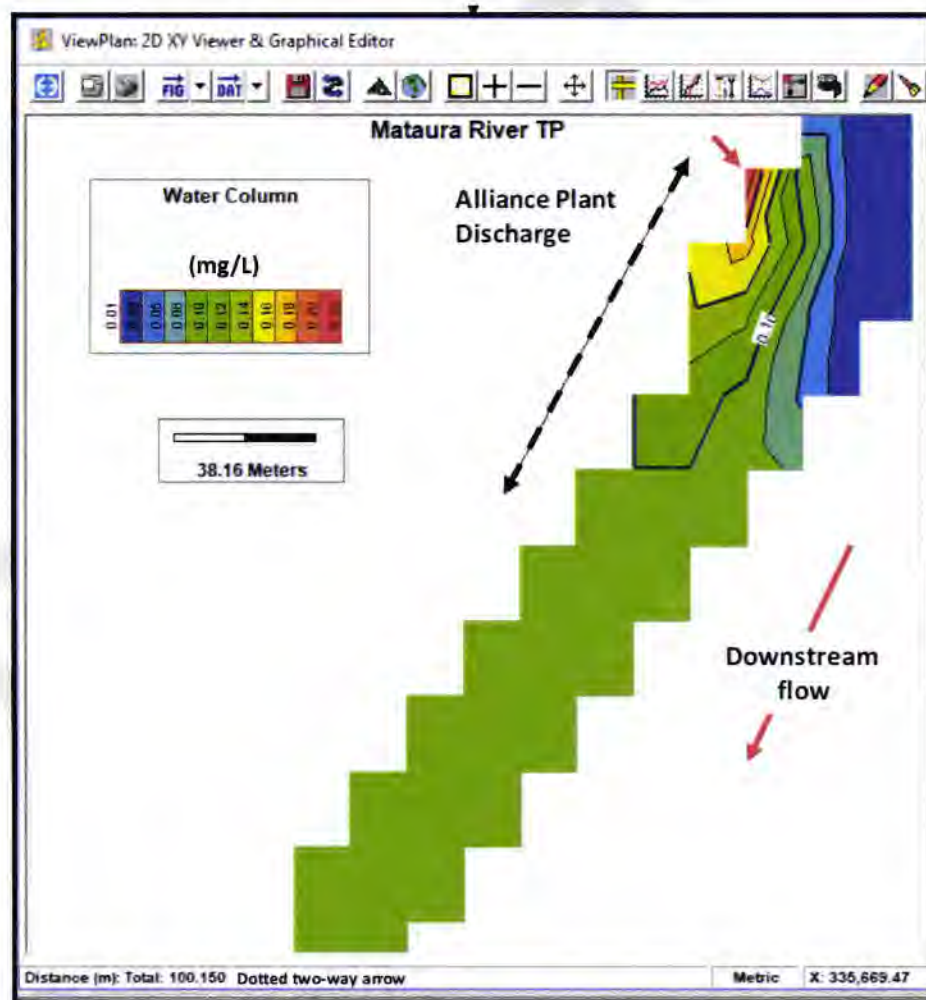 ViewPlan: 2D XY Viewer & Graphical Editor
FIG DAT
Mataura River TP
Water Column
(mg/L)
0.01 0.06 0.08 0.10 0.12 0.14 0.16 0.18 0.20
38.16 Meters
Alliance Plant
Discharge
0.10
Downstream
flow
Distance (m): Total: 100.150 Dotted two-way arrow
Metric
X: 335,669.47